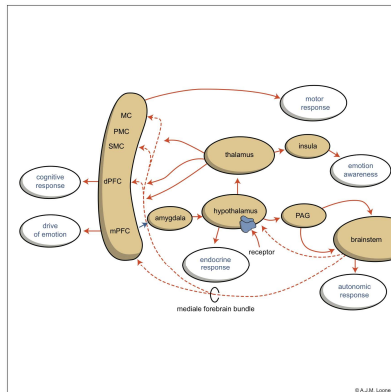 motor
response
MC
PMC
SMC
dPFC
mPFC
cognitive
response
drive
of emotion
thalamus
insula
emotion
awareness
amygdala
hypothalamus
PAG
brainstem
receptor
endocrine
response
autonomic
response
mediale forebrain bundle
© A.J.M. Loone